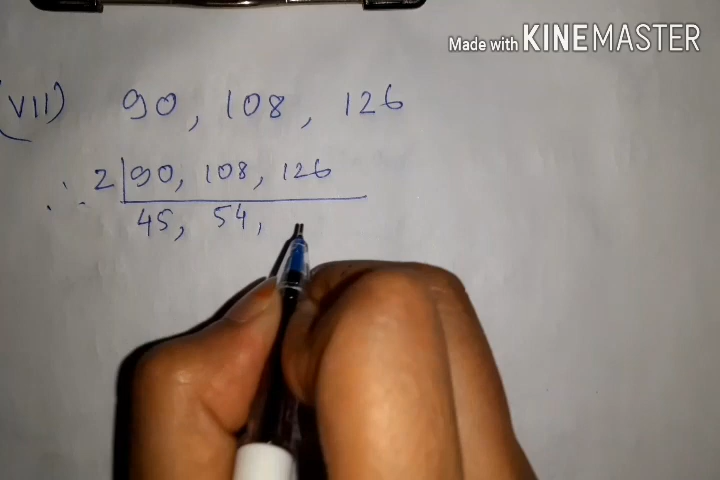 Made with KINEMASTER
(VII) 90, 108, 126
∴ 2 | 90, 108, 126
45, 54,